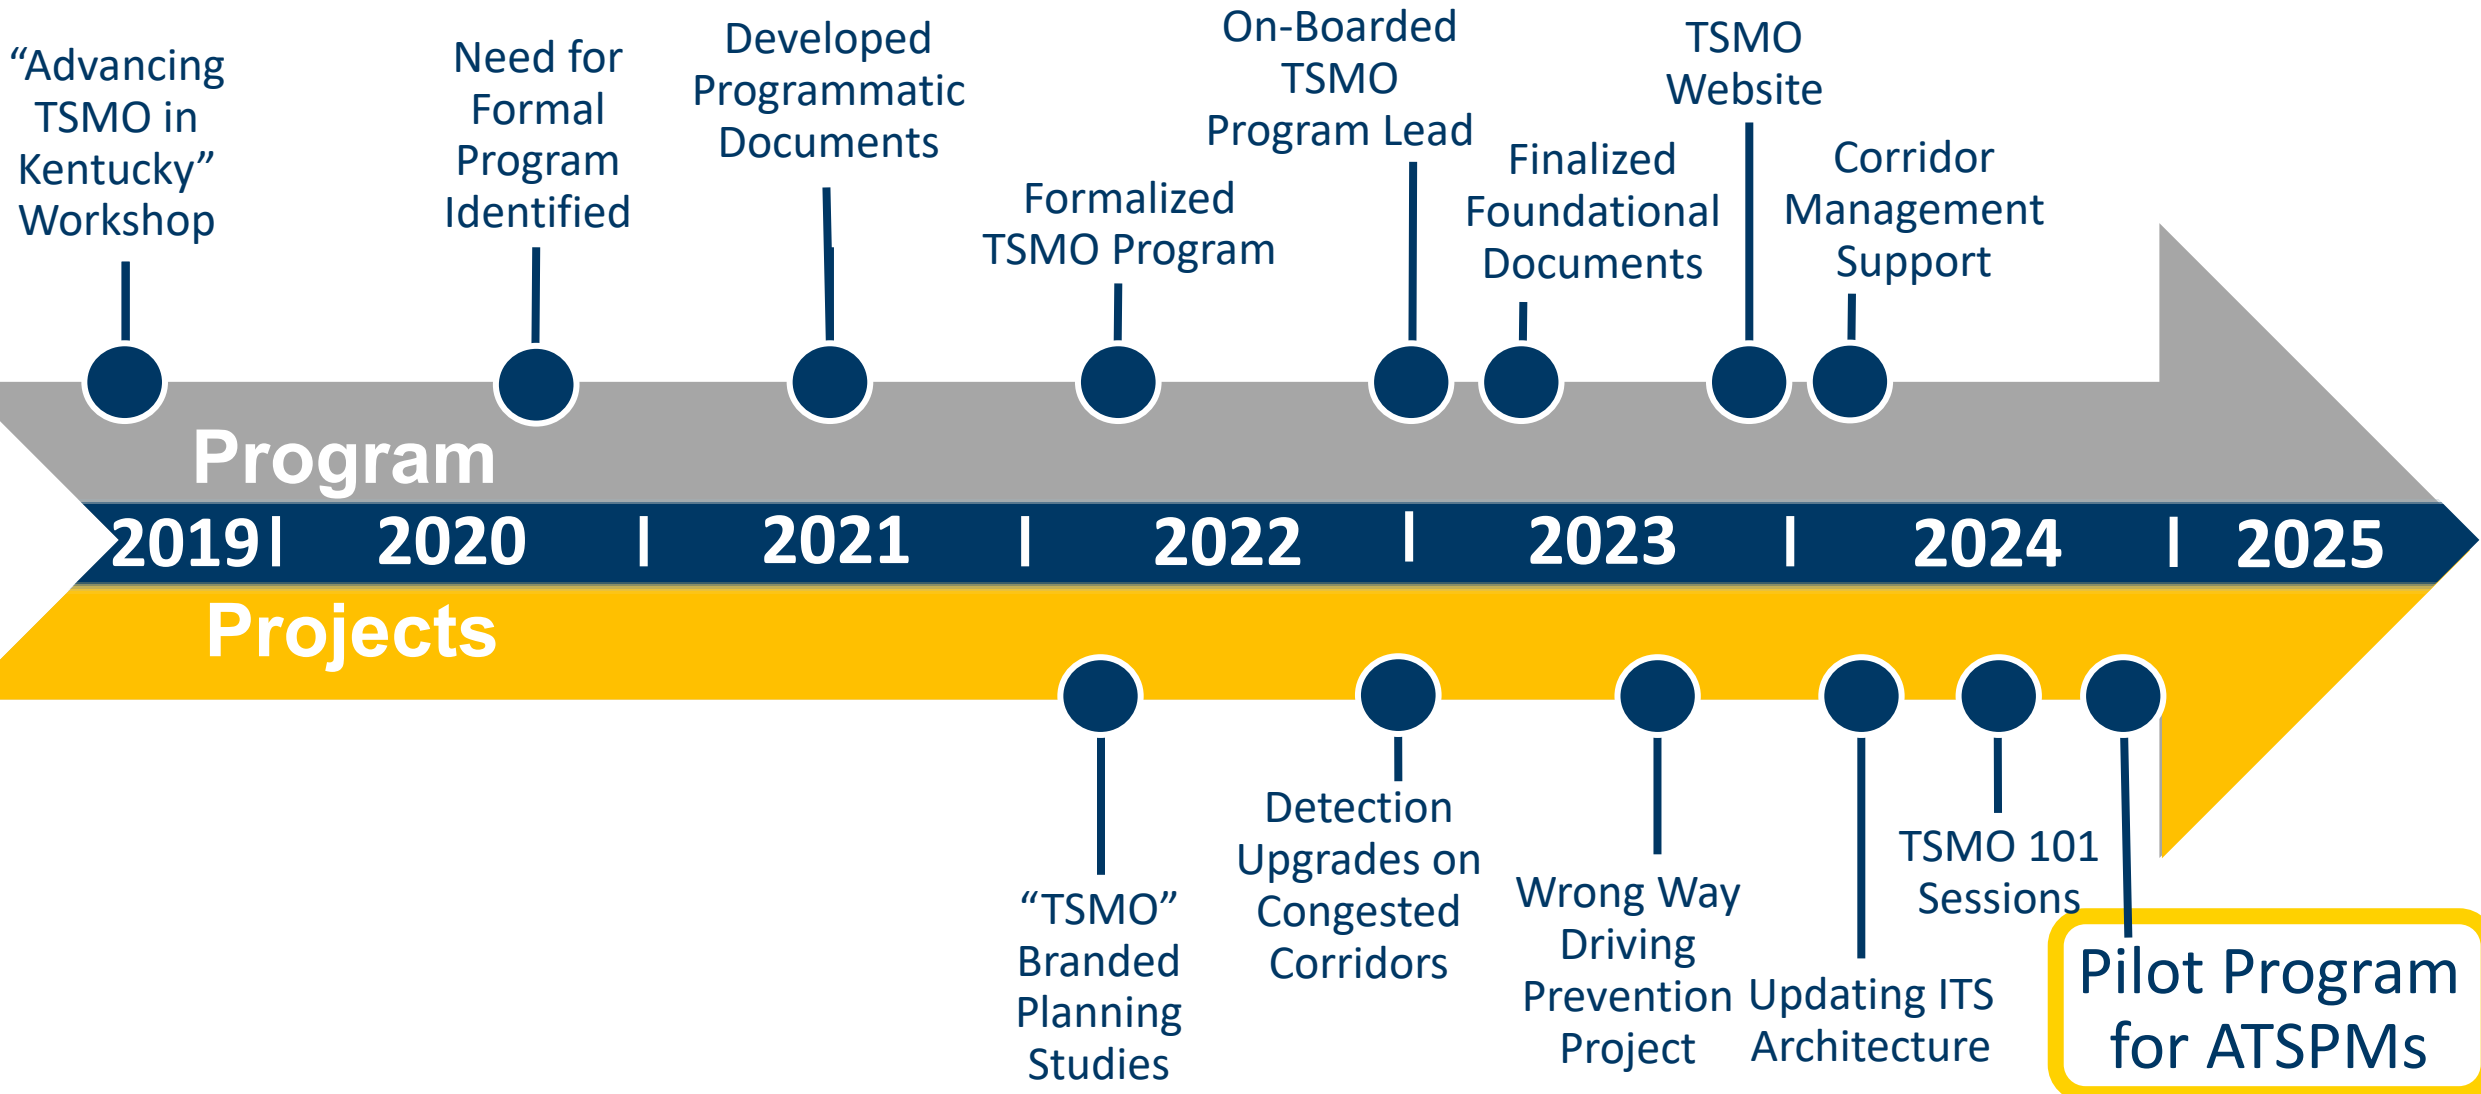 “Advancing
TSMO in
Kentucky”
Workshop
Need for
Formal
Program
Identified
Developed
Programmatic
Documents
Formalized
TSMO Program
On-Boarded
TSMO
Program Lead
Finalized
Foundational
Documents
TSMO
Website
Corridor
Management
Support
Program
2019 2020 2021 2022 2023 2024 2025
Projects
“TSMO”
Branded
Planning
Studies
Detection
Upgrades on
Congested
Corridors
Wrong Way
Driving
Prevention
Project
Updating ITS
Architecture
TSMO 101
Sessions
Pilot Program
for ATSPMs